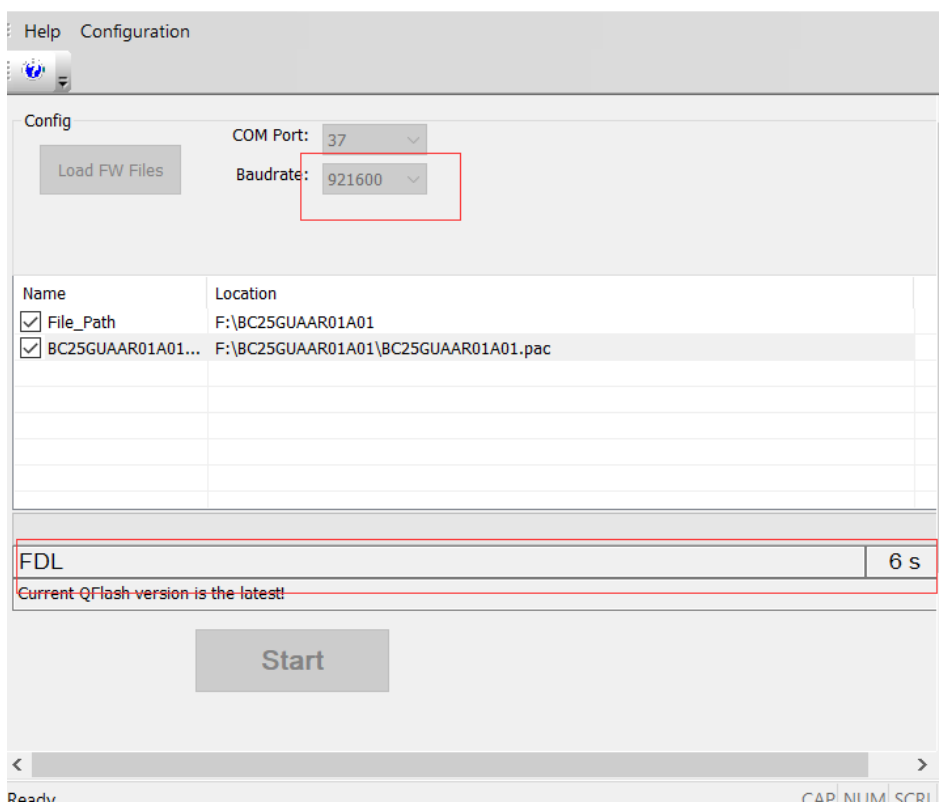 Help Configuration
Config
COM Port: 37
Load FW Files
Baudrate: 921600
Name Location
File_Path F:\BC25GUAAR01A01
BC25GUAAR01A01... F:\BC25GUAAR01A01\BC25GUAAR01A01.pac
FDL 6 s
Current QFlash version is the latest!
Start
Ready CAP NUM SCRL